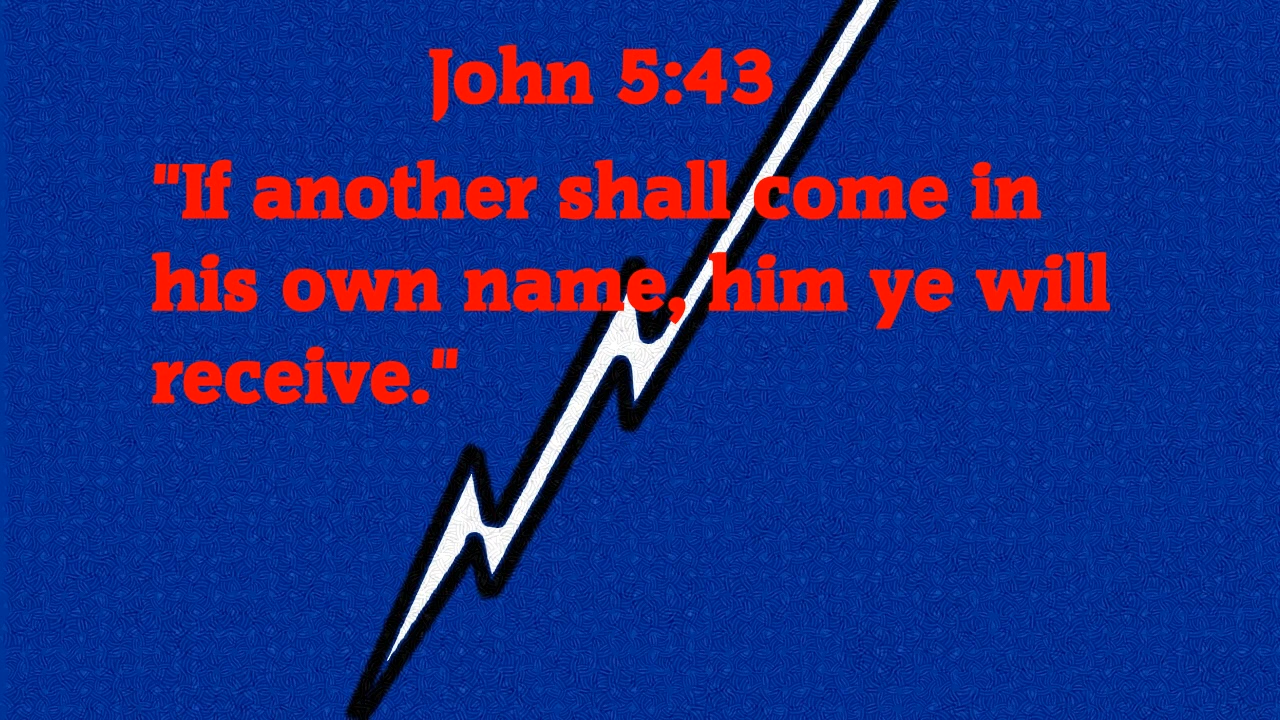 John 5:43
"If another shall come in
his own name, him ye will
receive."